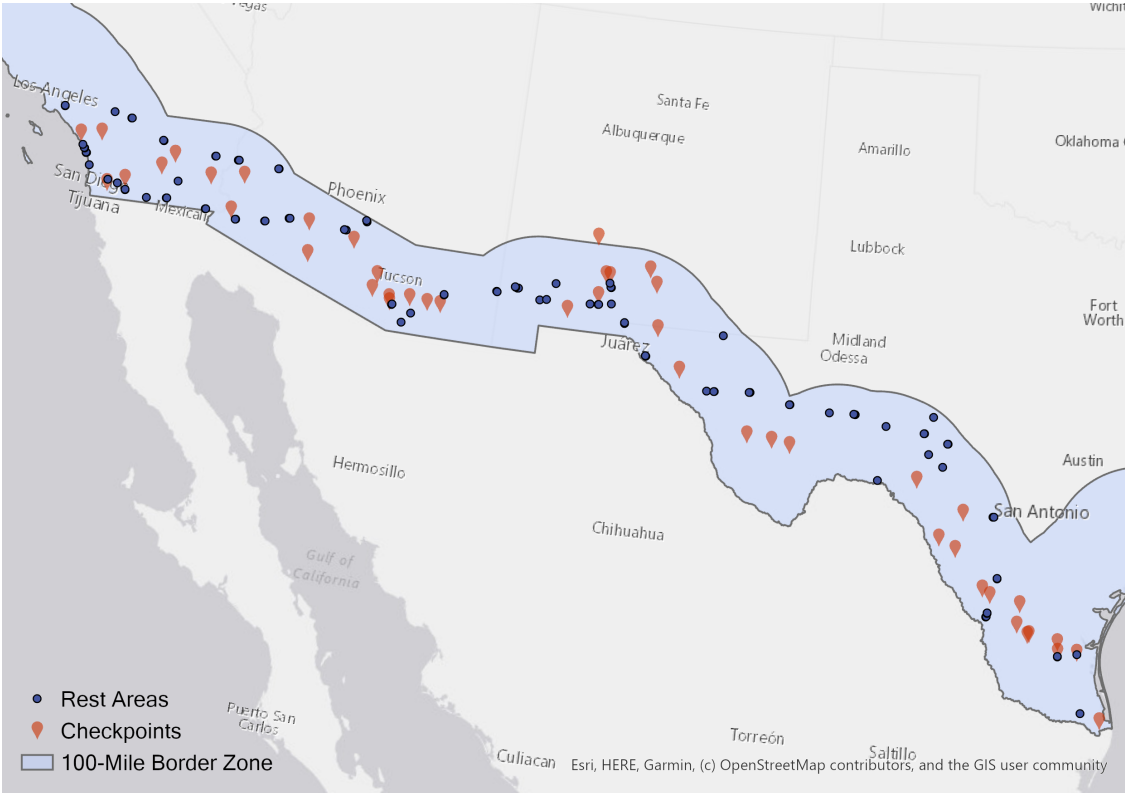 Vegas
Wichit
Los Angeles
Santa Fe
Albuquerque
Amarillo
Oklahoma C
San Dieg
Tijuana
Mexicali
Phoenix
Lubbock
Tucson
Fort
Worth
Juárez
Midland
Odessa
Hermosillo
Austin
San Antonio
Chihuahua
Gulf of
California
Rest Areas
Checkpoints
100-Mile Border Zone
Puerto San
Carlos
Culiacan
Torreón
Saltillo
Esri, HERE, Garmin, (c) OpenStreetMap contributors, and the GIS user community